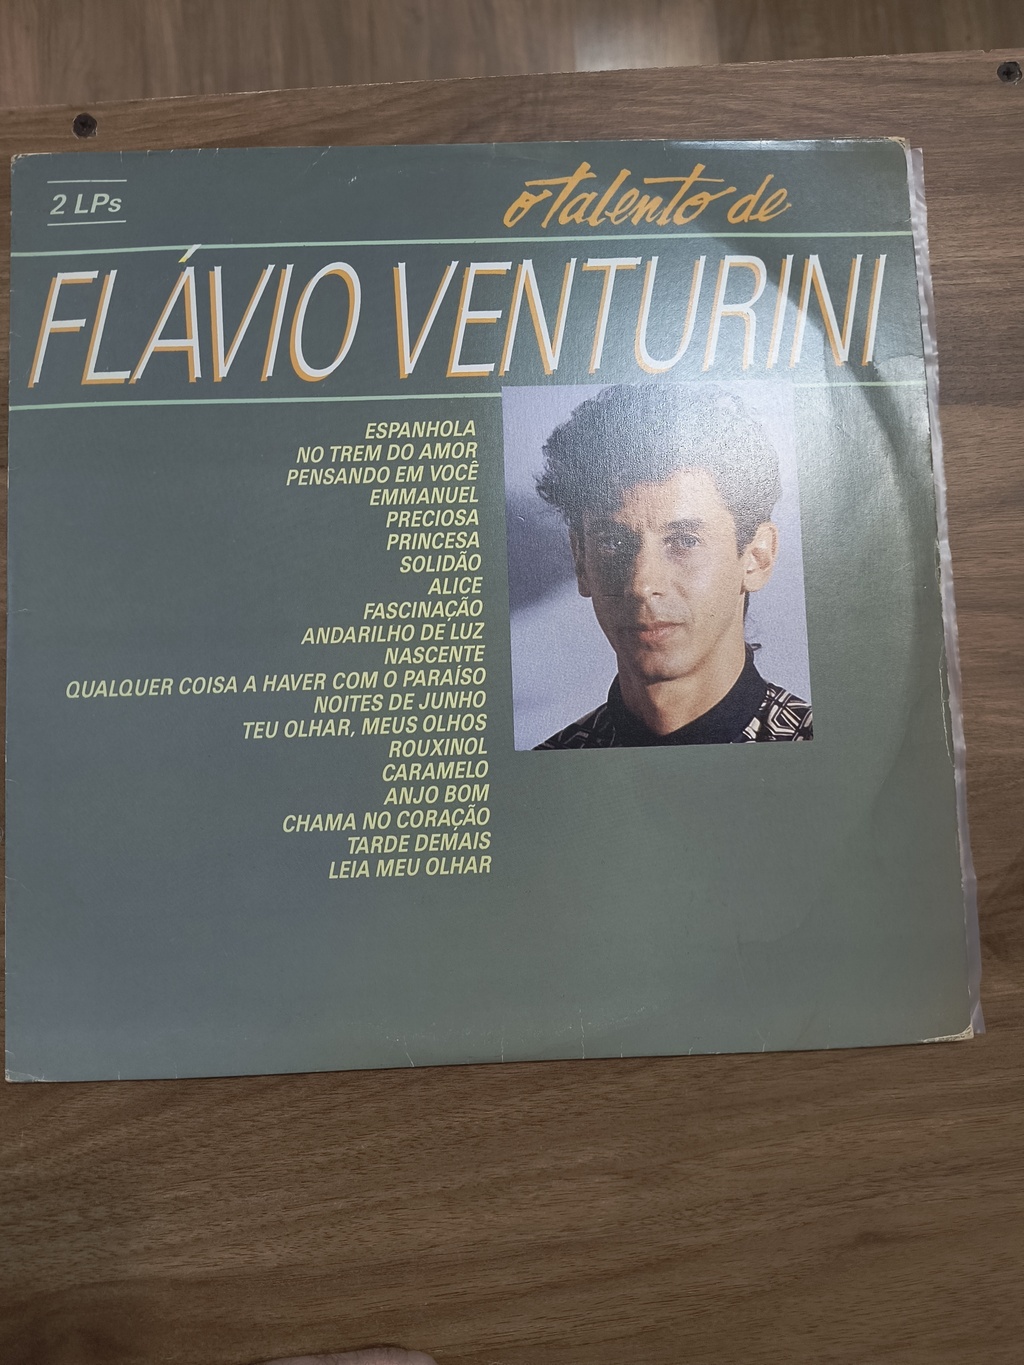 2 LPs
o talento de
FLÁVIO VENTURINI
ESPANHOLA
NO TREM DO AMOR
PENSANDO EM VOCÊ
EMMANUEL
PRECIOSA
PRINCESA
SOLIDÃO
ALICE
FASCINAÇÃO
ANDARILHO DE LUZ
NASCENTE
QUALQUER COISA A HAVER COM O PARAÍSO
NOITES DE JUNHO
TEU OLHAR, MEUS OLHOS
ROUXINOL
CARAMELO
ANJO BOM
CHAMA NO CORAÇÃO
TARDE DEMAIS
LEIA MEU OLHAR